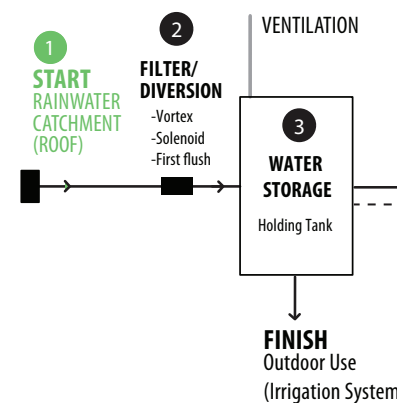 1
START
RAINWATER
CATCHMENT
(ROOF)
2
FILTER/
DIVERSION
-Vortex
-Solenoid
-First flush
VENTILATION
3
WATER
STORAGE
Holding Tank
FINISH
Outdoor Use
(Irrigation System